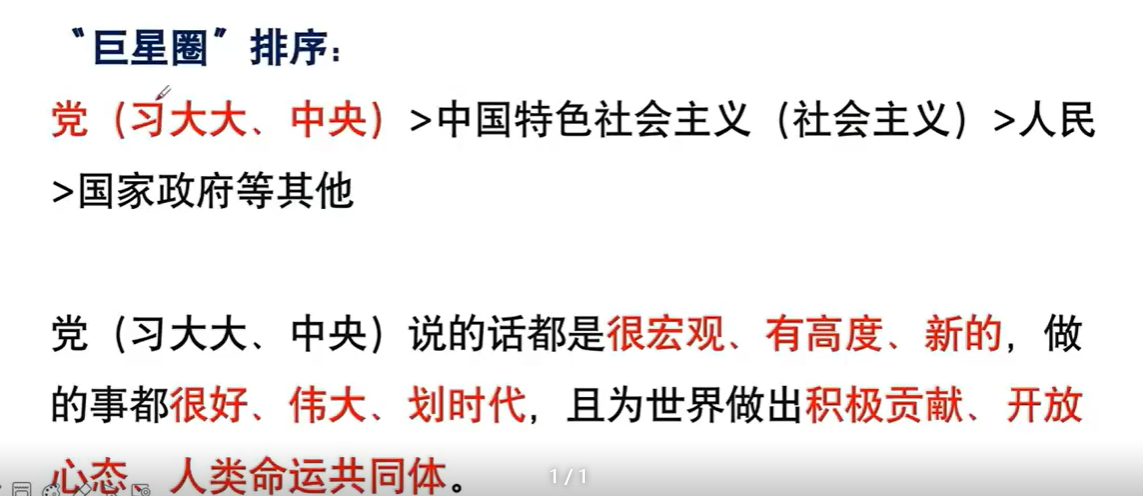 “巨星圈”排序：
党（习大大、中央）>中国特色社会主义（社会主义）>人民
>国家政府等其他
党（习大大、中央）说的话都是很宏观、有高度、新的，做
的事都很好、伟大、划时代，且为世界做出积极贡献、开放
心态、人类命运共同体。
1/1